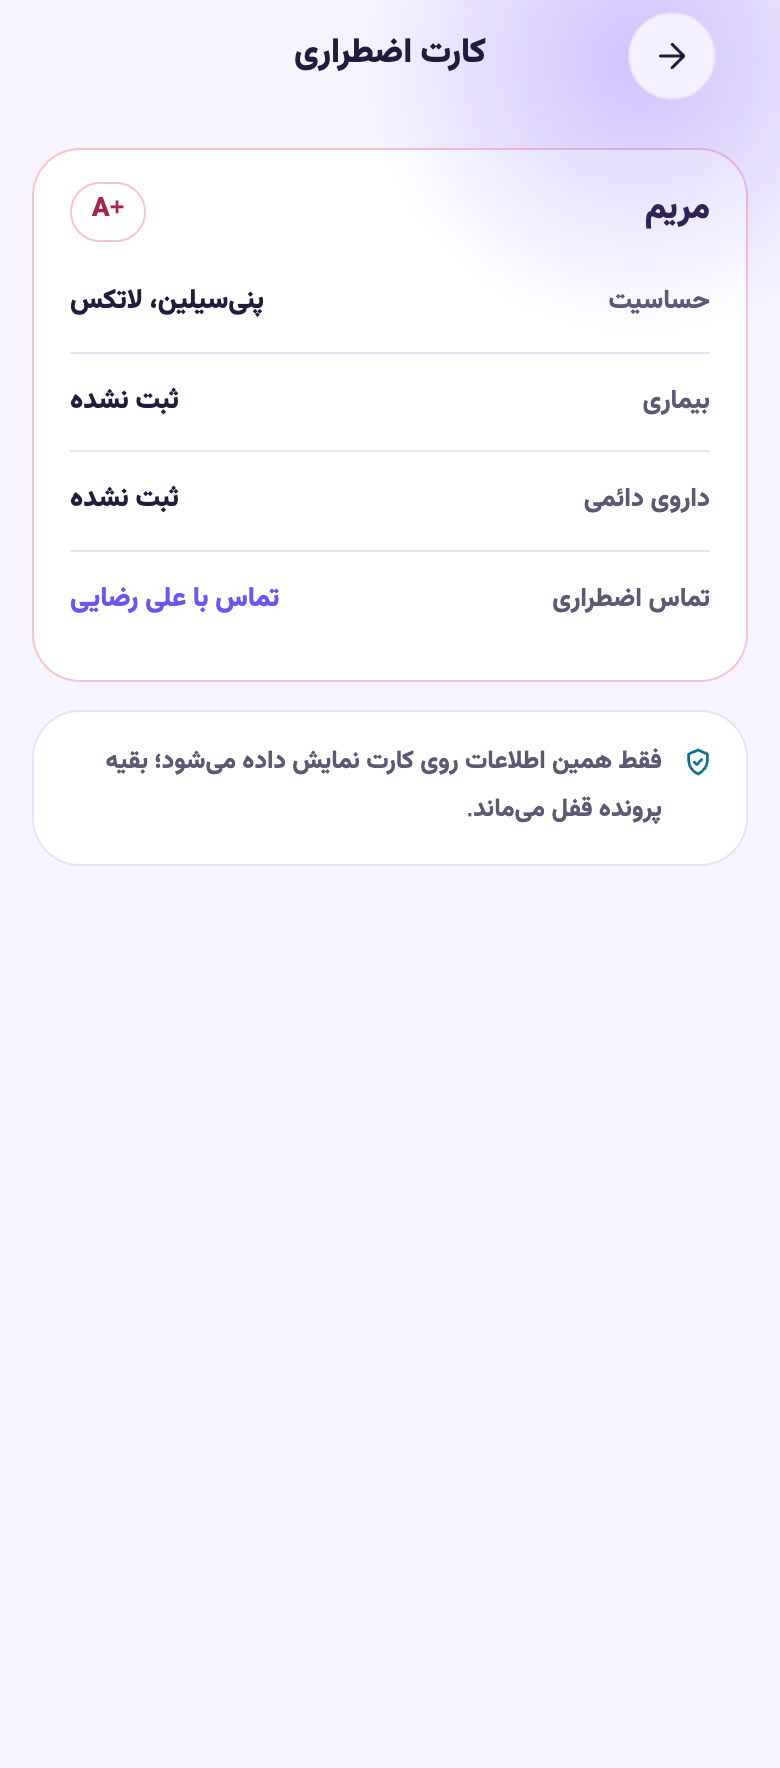 کارت اضطراری
مریم
A+
حساسیت
پنی‌سیلین، لاتکس
بیماری
ثبت نشده
داروی دائمی
ثبت نشده
تماس اضطراری
تماس با علی رضایی
فقط همین اطلاعات روی کارت نمایش داده می‌شود؛ بقیه
پرونده قفل می‌ماند.